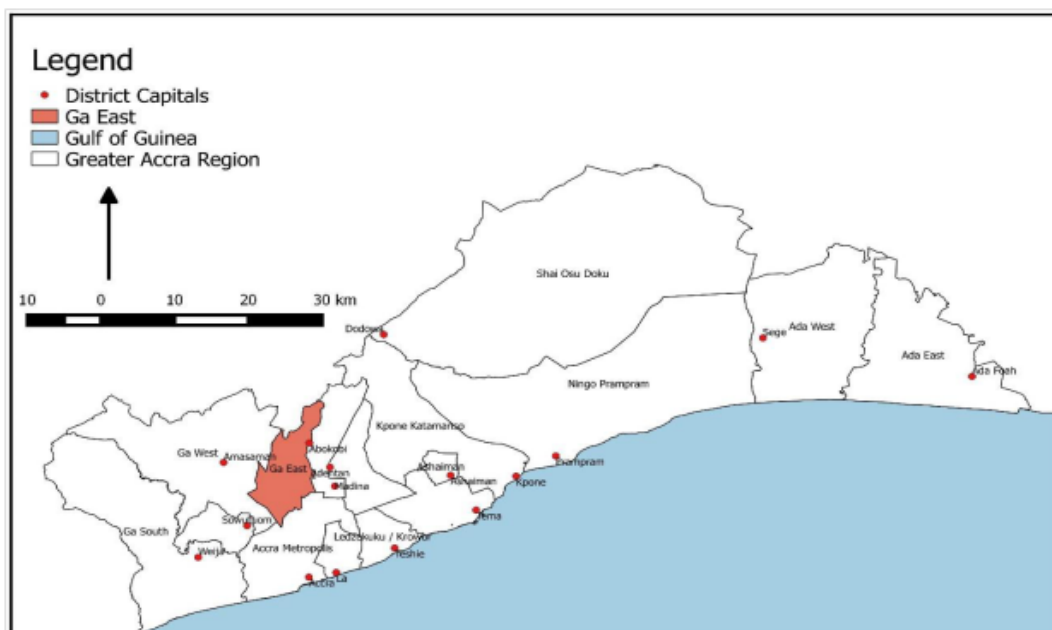 Legend
District Capitals
Ga East
Gulf of Guinea
Greater Accra Region
10 0 10 20 30 km
Shai Osu Doku
Dodowa
Sege
Ada West
Ada East
Ada Foah
Ningo Prampram
Kpone Katamanso
Ga West
Amasaman
Abokobi
Ga East
Adentan
Madina
Ashaiman
Ashaiman
Prampram
Kpone
Tema
Ga South
Sowutuom
Weija
Accra Metropolis
Ledzokuku / Krowor
Teshie
Accra
La